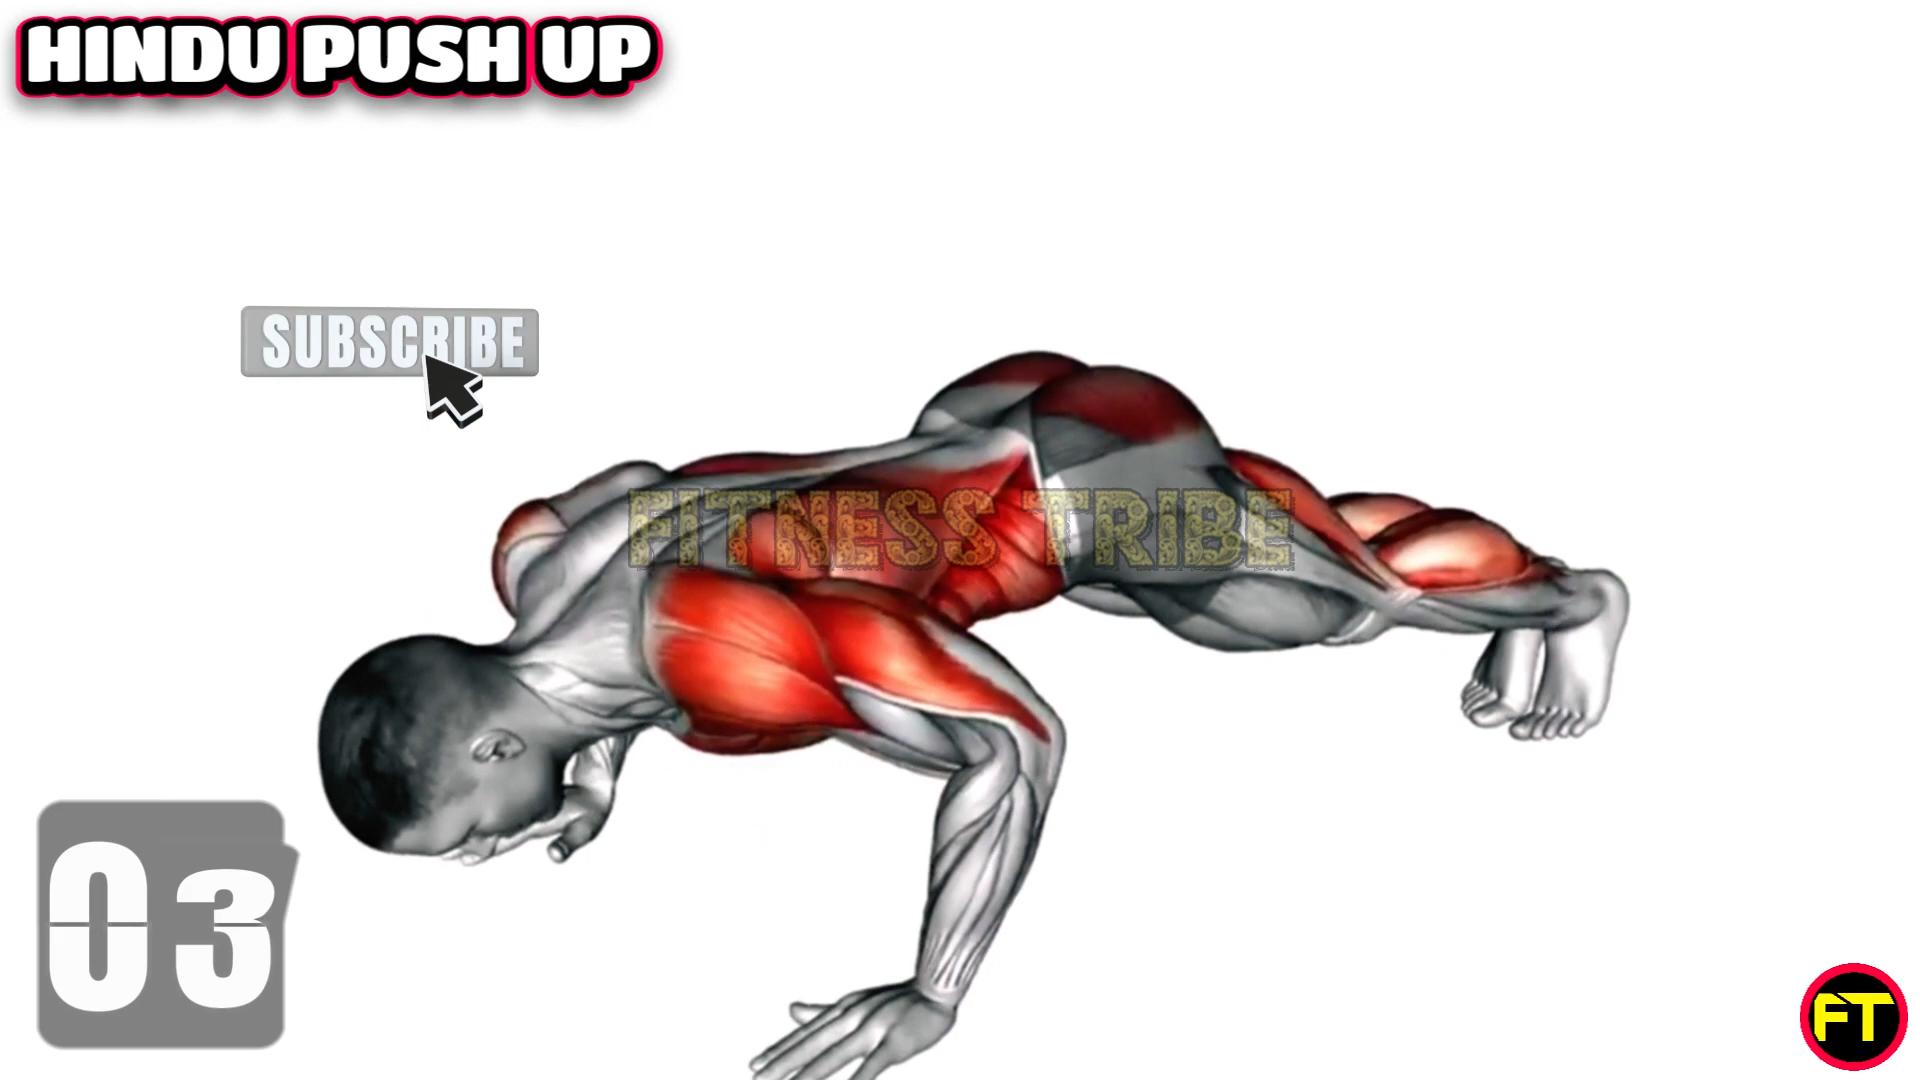 HINDU PUSH UP
SUBSCRIBE
FITNESS TRIBE
03
FT